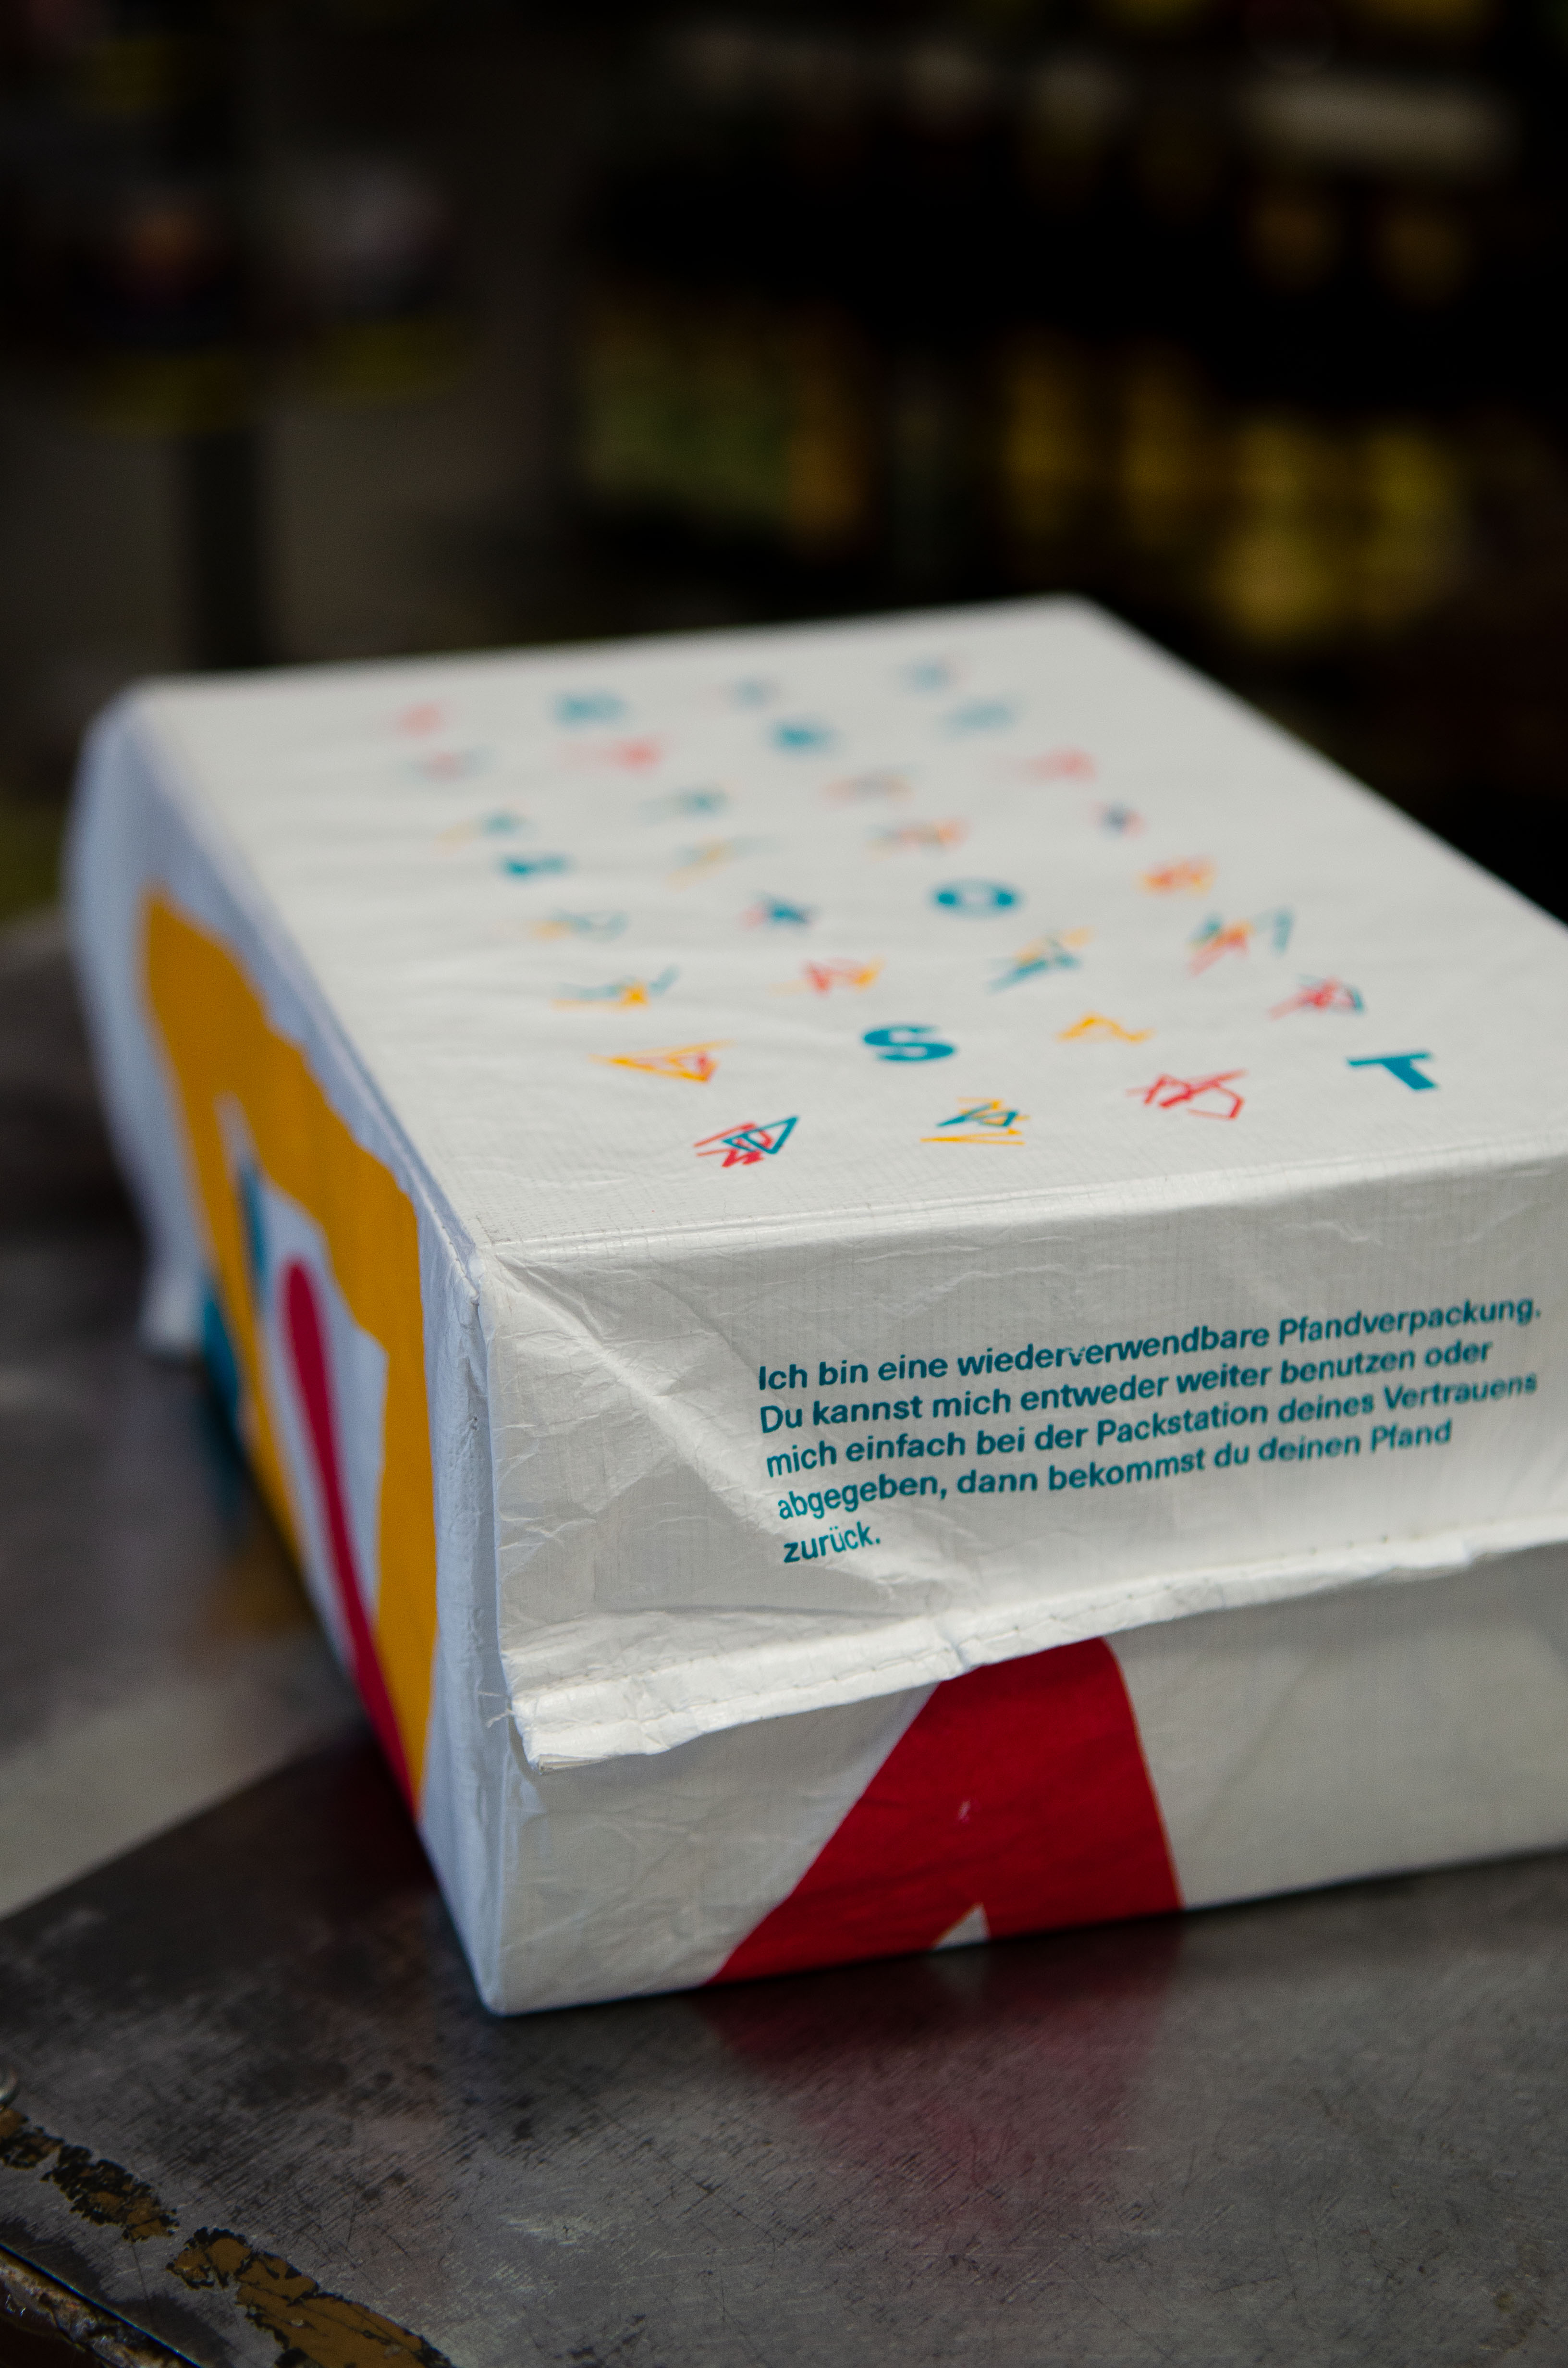 O
S
T
Ich bin eine wiederverwendbare Pfandverpackung.
Du kannst mich entweder weiter benutzen oder
mich einfach bei der Packstation deines Vertrauens
abgegeben, dann bekommst du deinen Pfand
zurück.